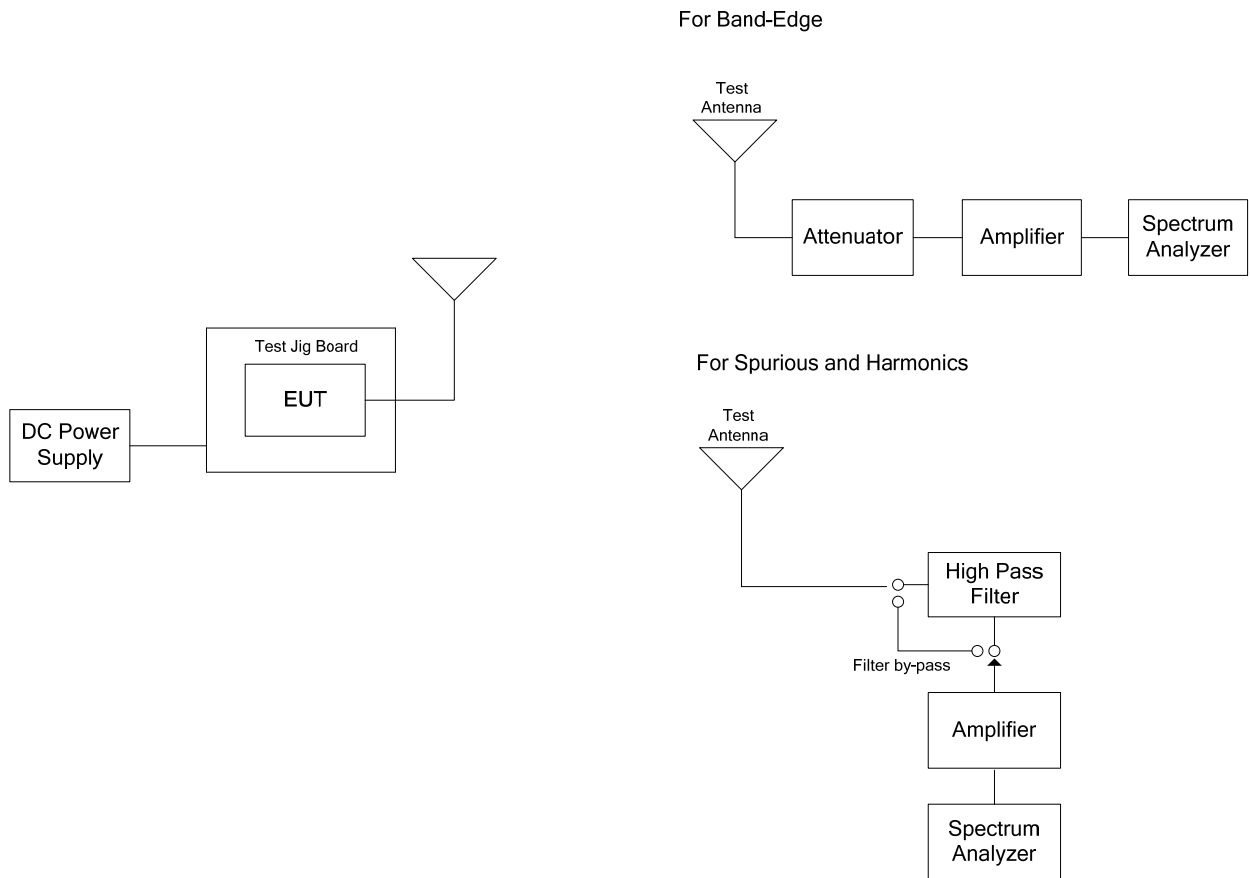 For Band-Edge
Test
Antenna
Attenuator
Amplifier
Spectrum
Analyzer
Test Jig Board
EUT
DC Power
Supply
For Spurious and Harmonics
Test
Antenna
High Pass
Filter
Filter by-pass
Amplifier
Spectrum
Analyzer